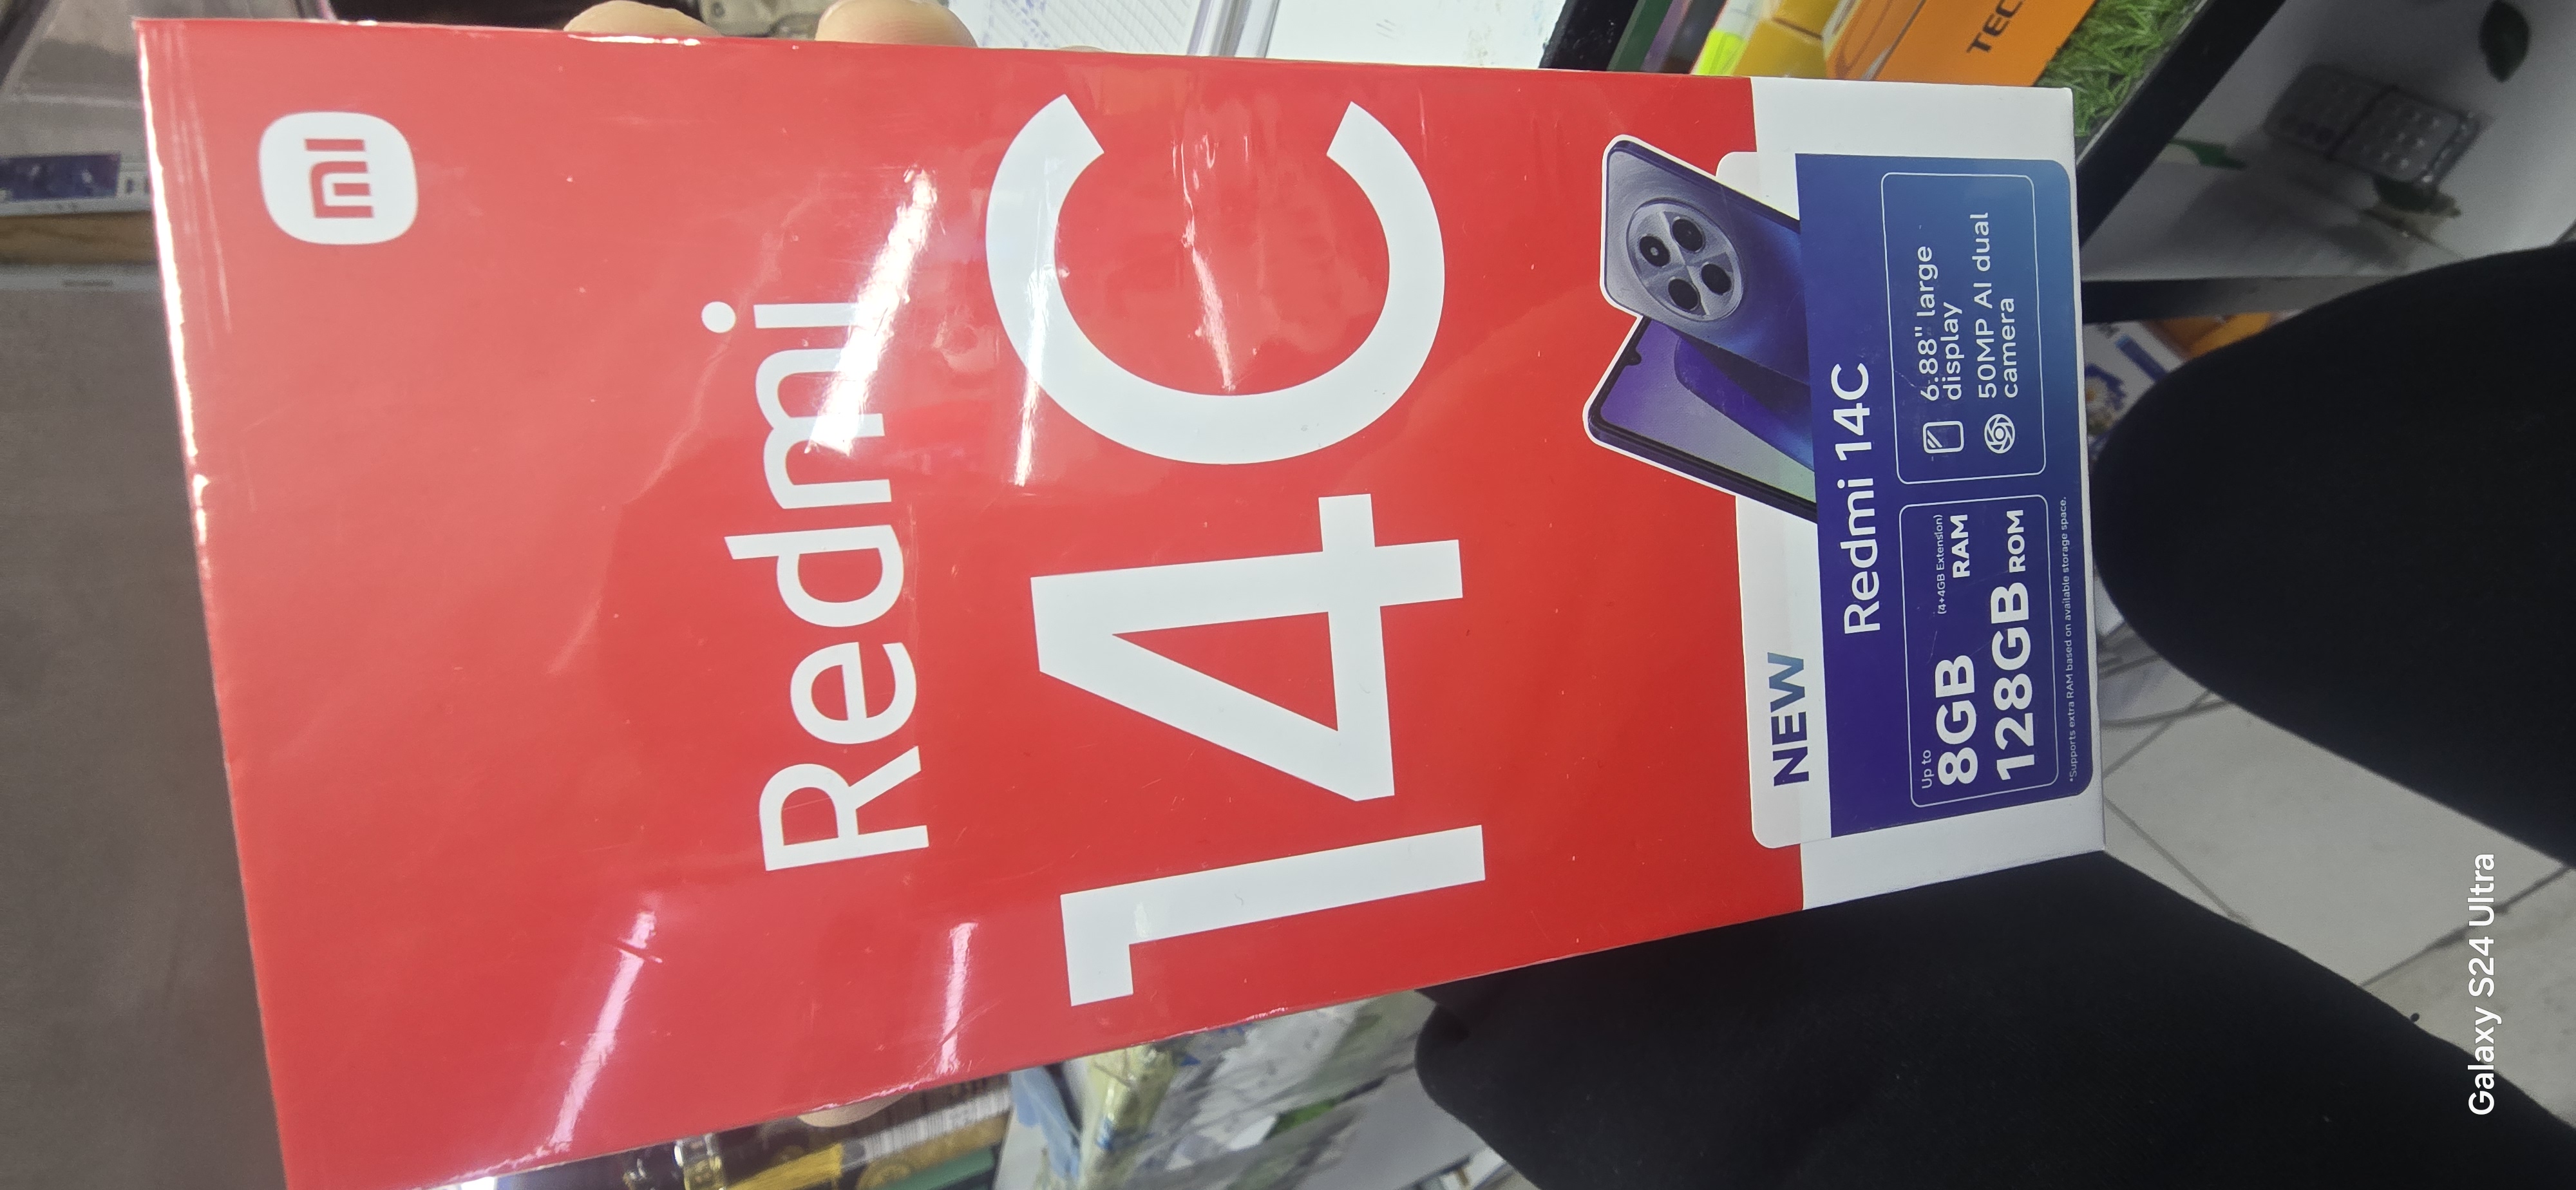 mi
Redmi
14C
NEW
Redmi 14C
Up to
8GB (4+4GB Extension) RAM
128GB ROM
6.88" large
display
50MP AI dual
camera
*Supports extra RAM based on available storage space.
TEC
Galaxy S24 Ultra